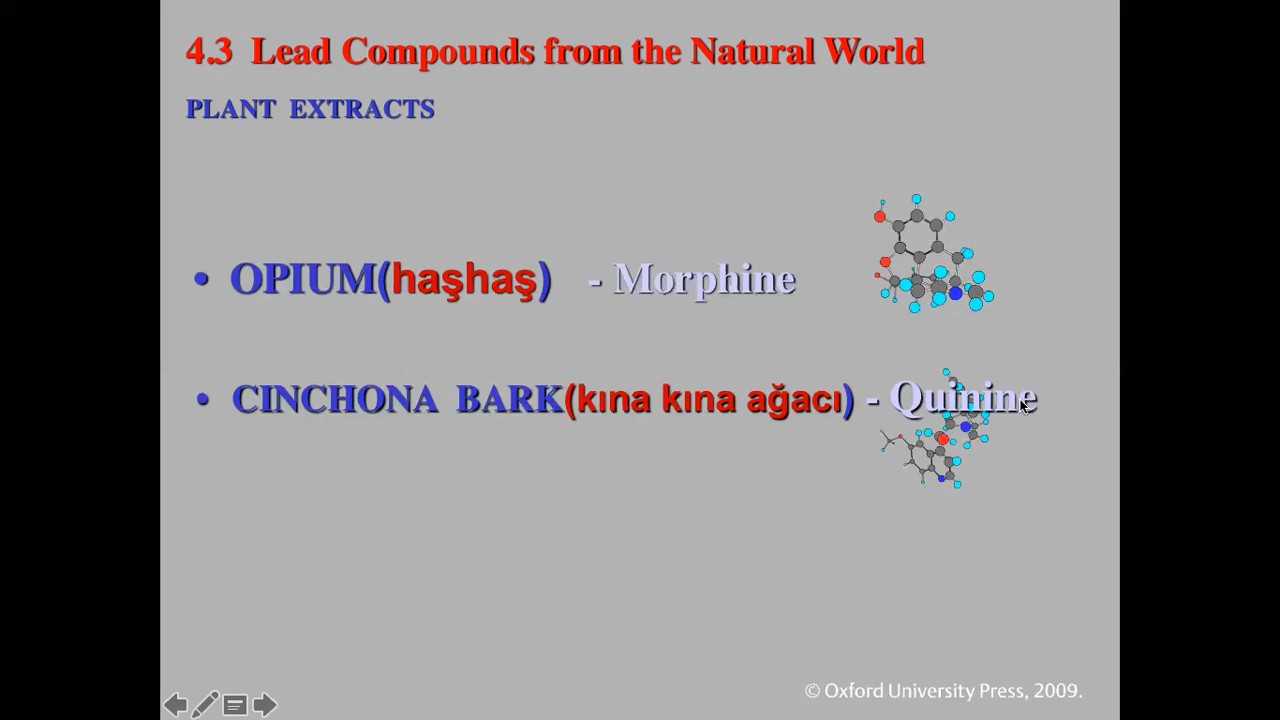 4.3 Lead Compounds from the Natural World
PLANT EXTRACTS
• OPIUM(haşhaş) - Morphine
• CINCHONA BARK(kına kına ağacı) - Quinine
© Oxford University Press, 2009.